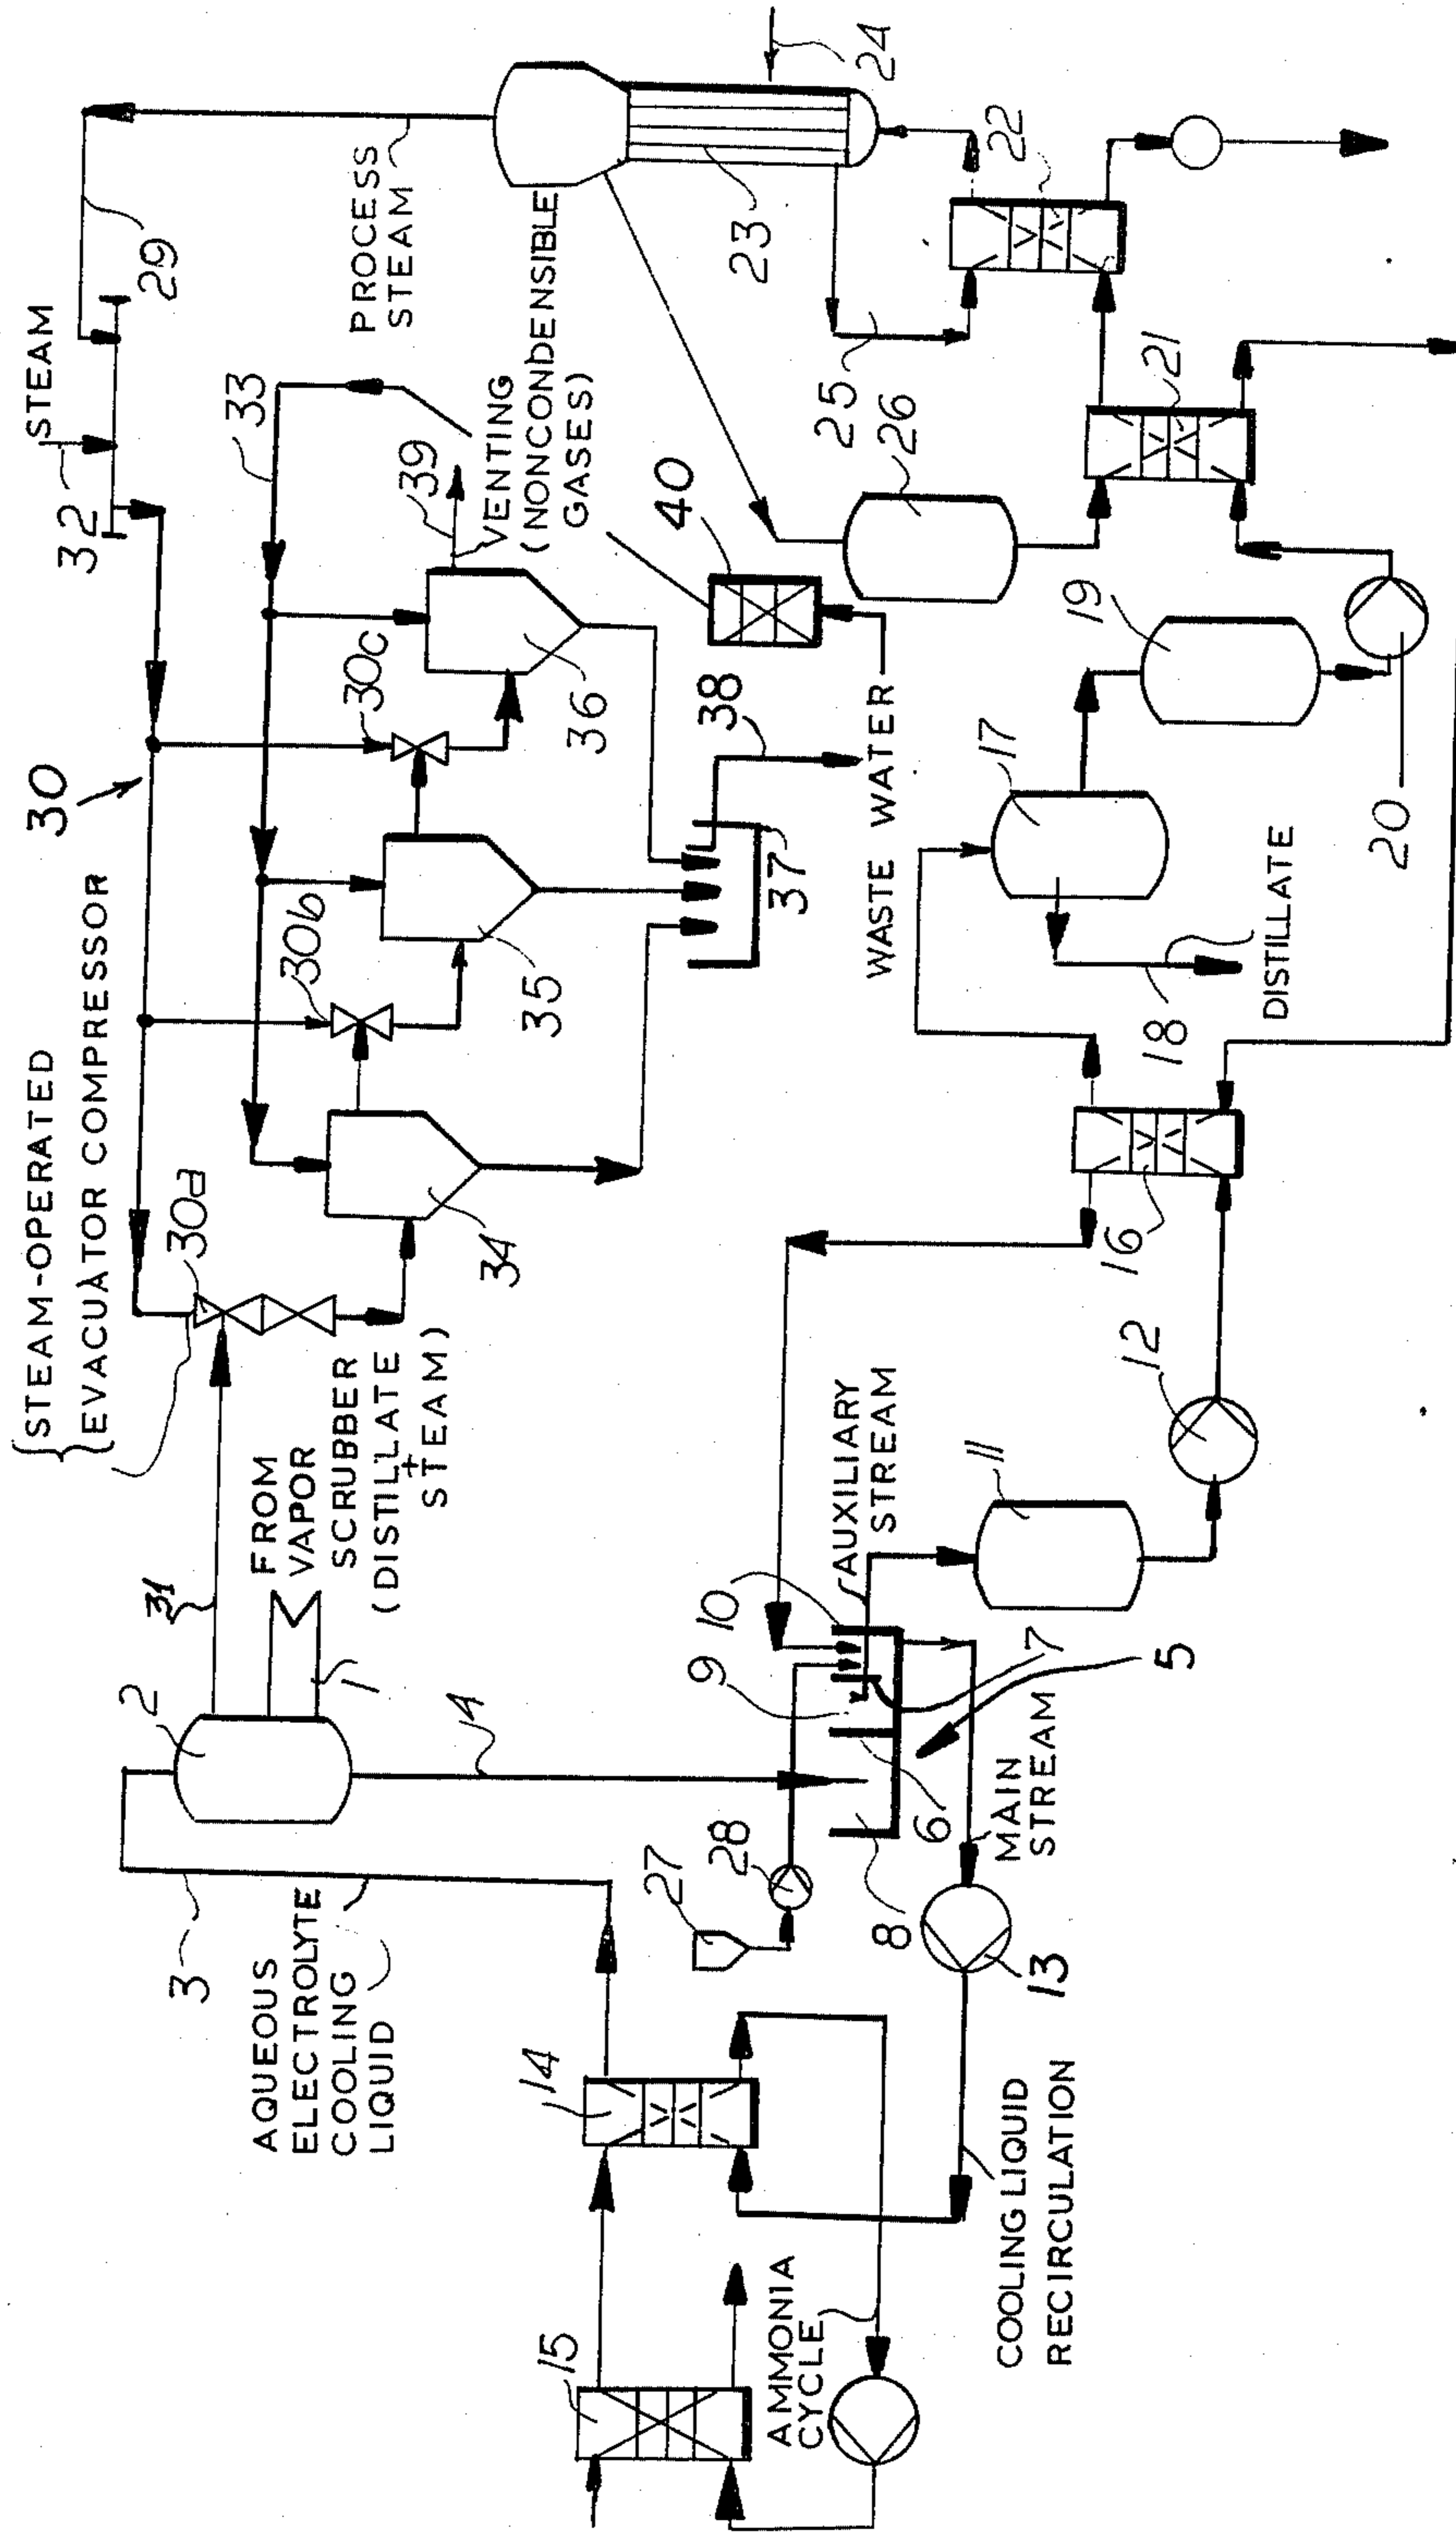 {STEAM-OPERATED
{EVACUATOR COMPRESSOR
30
32
STEAM
29
PROCESS
STEAM
33
30a
30b
30c
39
VENTING
(NONCONDENSIBLE
GASES)
31
FROM
VAPOR
SCRUBBER
(DISTILLATE
+
STEAM)
34
35
36
37
38
40
WASTE WATER
23
24
25
26
22
21
2
1
3
4
AQUEOUS
ELECTROLYTE
COOLING
LIQUID
14
15
27
28
9
10
AUXILIARY
STREAM
8
6
7
5
11
12
13
MAIN
STREAM
AMMONIA
CYCLE
COOLING LIQUID
RECIRCULATION
16
17
18
DISTILLATE
19
20